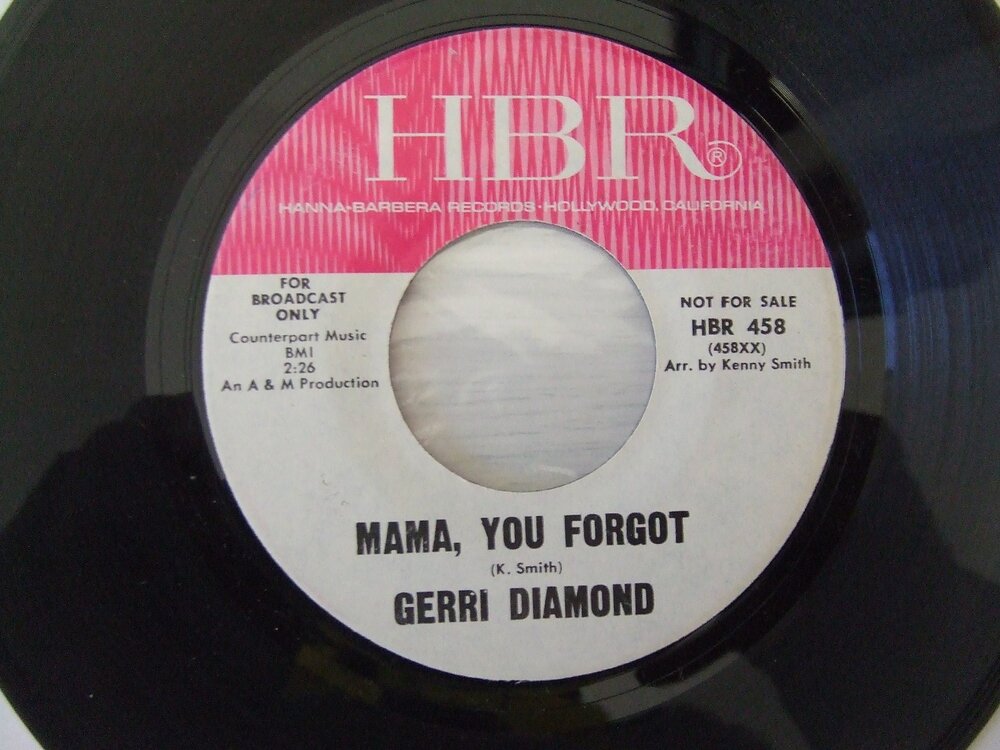 HBR®
HANNA-BARBERA RECORDS · HOLLYWOOD, CALIFORNIA
FOR
BROADCAST
ONLY
Counterpart Music
BMI
2:26
An A & M Production
NOT FOR SALE
HBR 458
(458XX)
Arr. by Kenny Smith
MAMA, YOU FORGOT
(K. Smith)
GERRI DIAMOND